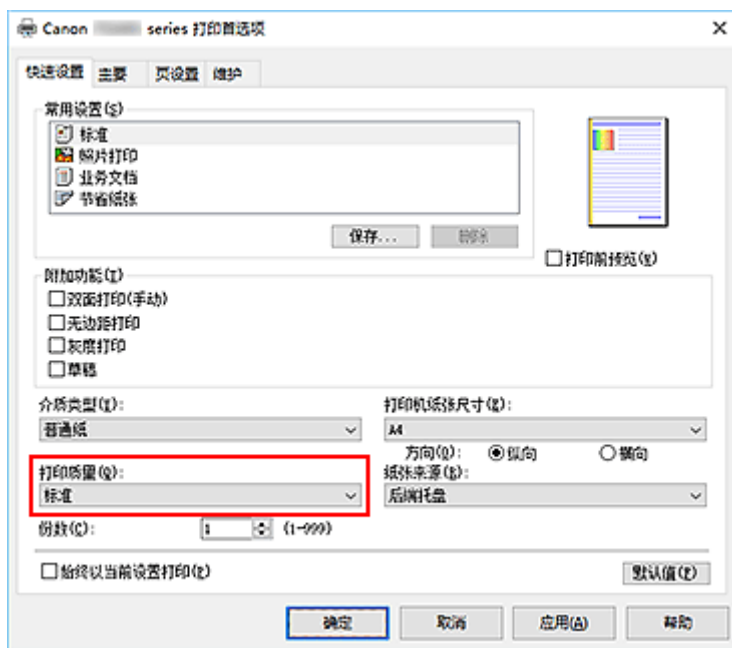 Canon series 打印首选项
快速设置 主要 页设置 维护
常用设置(S)
标准
照片打印
业务文档
节省纸张
保存... 删除
打印前预览(V)
附加功能(I)
双面打印(手动)
无边距打印
灰度打印
草稿
介质类型(Y): 打印机纸张尺寸(Z):
普通纸 A4
方向(O): 纵向 横向
打印质量(Q): 纸张来源(B):
标准 后端托盘
份数(C): 1 (1-999)
始终以当前设置打印(R) 默认值(F)
确定 取消 应用(A) 帮助